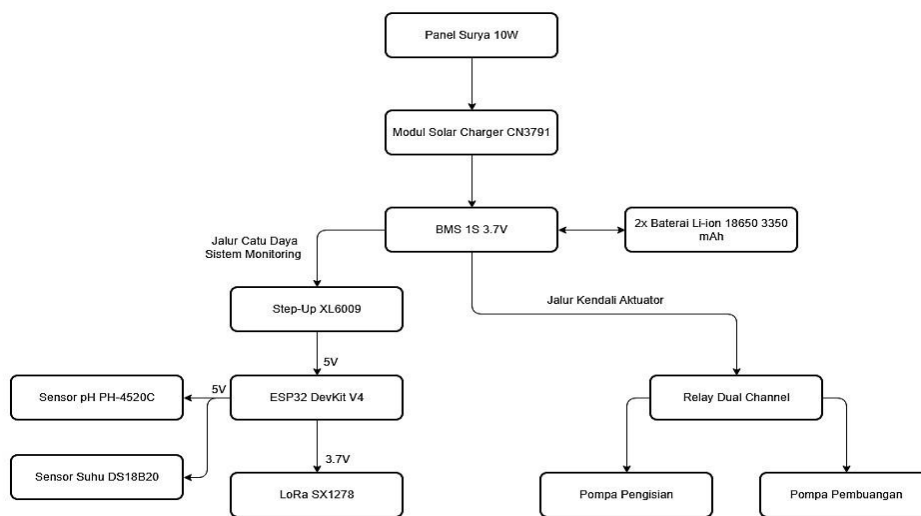 Panel Surya 10W
Modul Solar Charger CN3791
BMS 1S 3.7V
2x Baterai Li-ion 18650 3350
mAh
Jalur Catu Daya
Sistem Monitoring
Jalur Kendali Aktuator
Step-Up XL6009
5V
Sensor pH PH-4520C
5V
ESP32 DevKit V4
Relay Dual Channel
3.7V
Sensor Suhu DS18B20
LoRa SX1278
Pompa Pengisian
Pompa Pembuangan